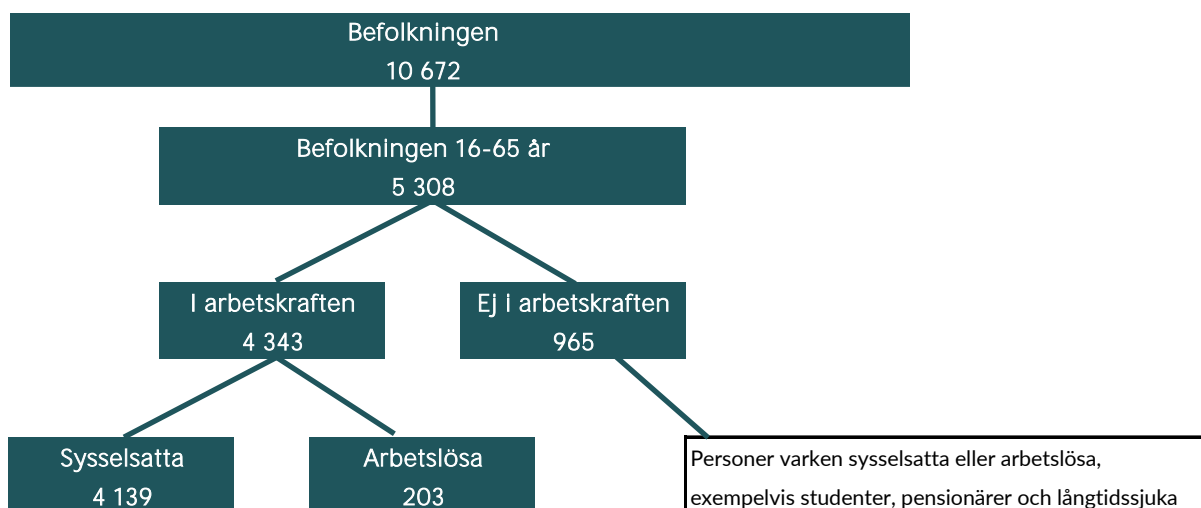 Befolkningen
10 672
Befolkningen 16-65 år
5 308
I arbetskraften
4 343
Ej i arbetskraften
965
Sysselsatta
4 139
Arbetslösa
203
Personer varken sysselsatta eller arbetslösa,
exempelvis studenter, pensionärer och långtidssjuka